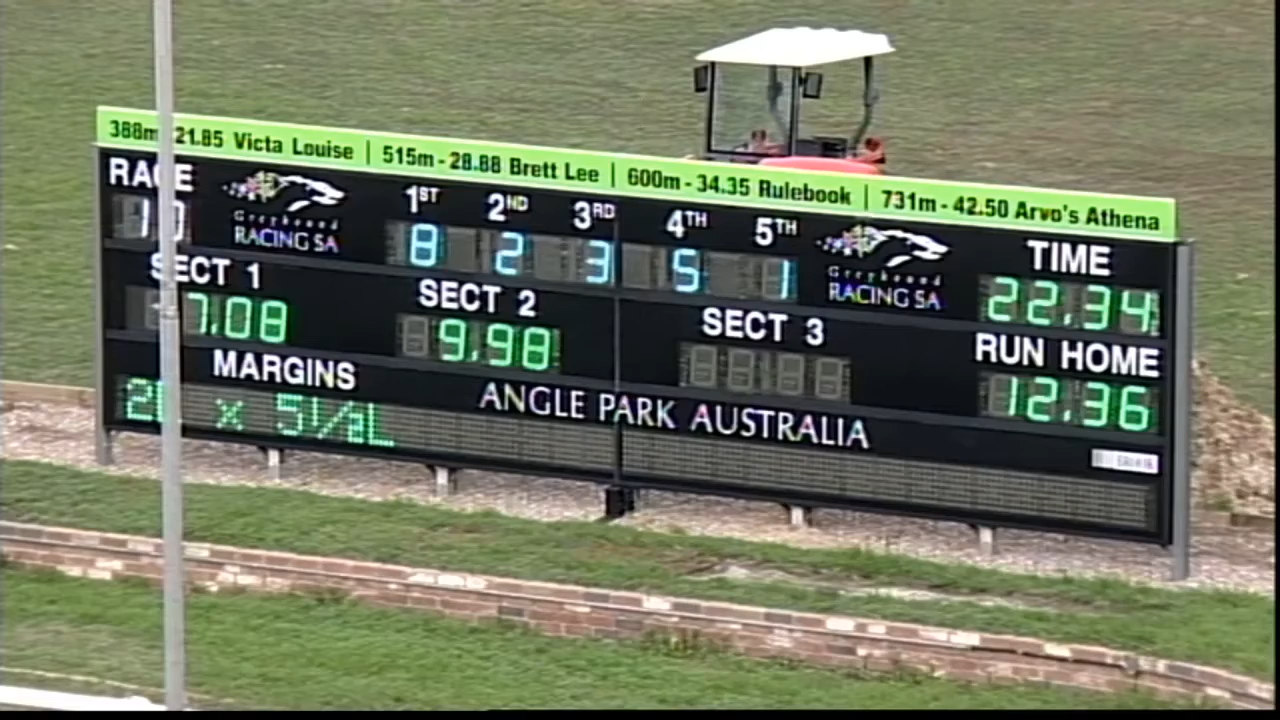 388m - 21.85 Victa Louise | 515m - 28.88 Brett Lee | 600m - 34.35 Rulebook | 731m - 42.50 Arvo's Athena
RACE 1ST 2ND 3RD 4TH 5TH TIME
10 Greyhound RACING SA 8 2 3 5 1 Greyhound RACING SA 22.34
SECT 1 SECT 2 SECT 3 RUN HOME
7.08 9.98 12.36
MARGINS ANGLE PARK AUSTRALIA
x 5 1/2L